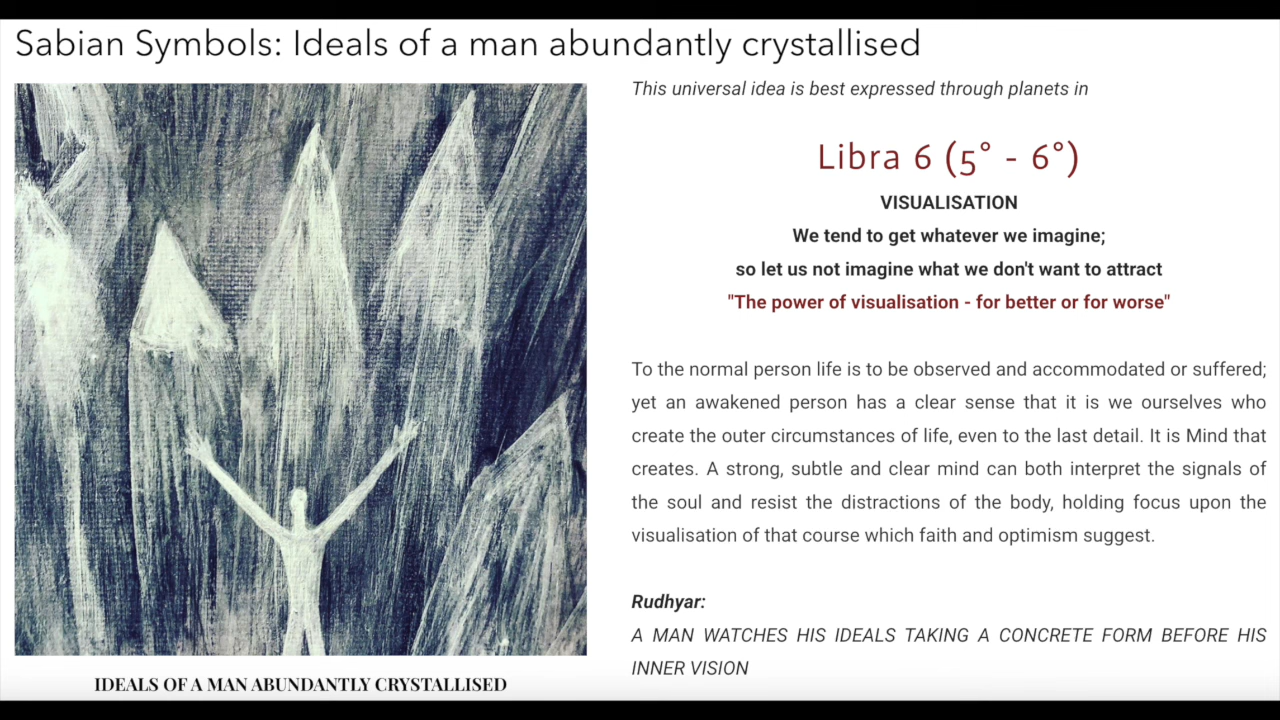 Sabian Symbols: Ideals of a man abundantly crystallised
This universal idea is best expressed through planets in
Libra 6 (5° - 6°)
VISUALISATION
We tend to get whatever we imagine;
so let us not imagine what we don't want to attract
"The power of visualisation - for better or for worse"
To the normal person life is to be observed and accommodated or suffered;
yet an awakened person has a clear sense that it is we ourselves who
create the outer circumstances of life, even to the last detail. It is Mind that
creates. A strong, subtle and clear mind can both interpret the signals of
the soul and resist the distractions of the body, holding focus upon the
visualisation of that course which faith and optimism suggest.
Rudhyar:
A MAN WATCHES HIS IDEALS TAKING A CONCRETE FORM BEFORE HIS
INNER VISION
IDEALS OF A MAN ABUNDANTLY CRYSTALLISED